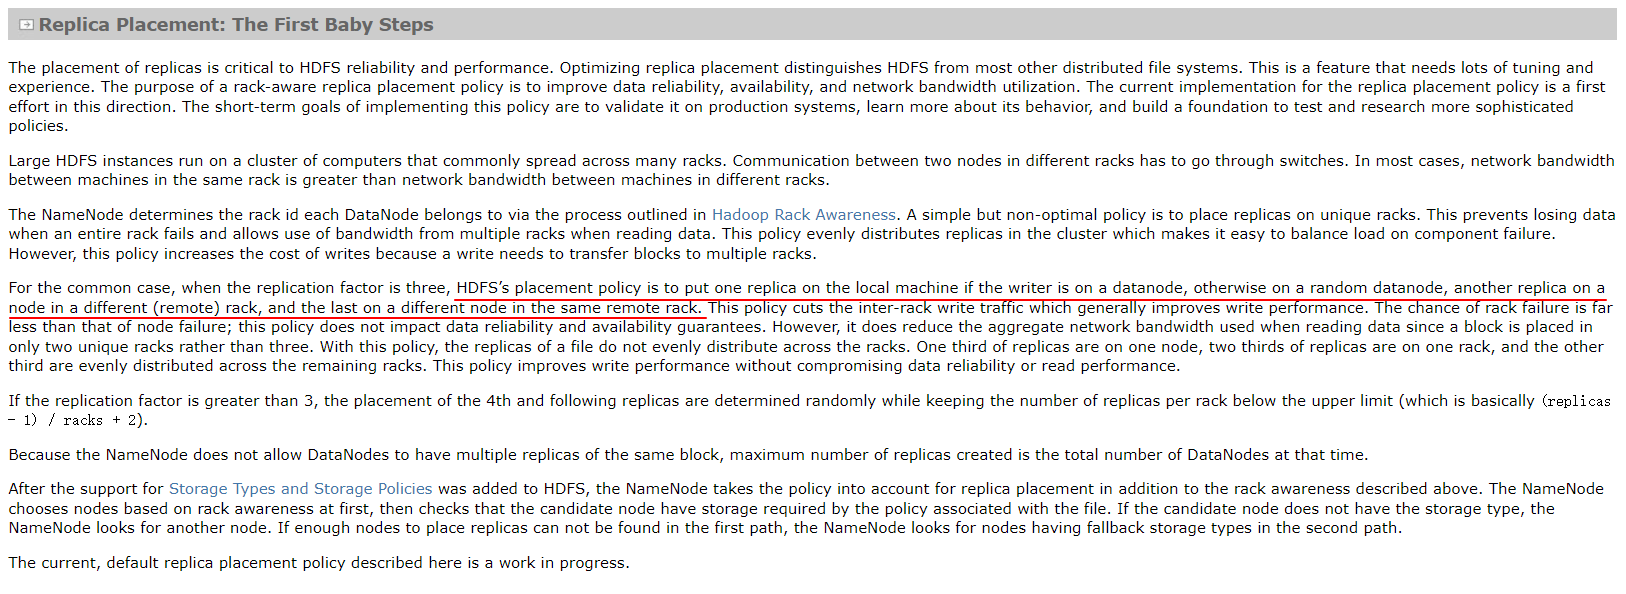 Replica Placement: The First Baby Steps
The placement of replicas is critical to HDFS reliability and performance. Optimizing replica placement distinguishes HDFS from most other distributed file systems. This is a feature that needs lots of tuning and
experience. The purpose of a rack-aware replica placement policy is to improve data reliability, availability, and network bandwidth utilization. The current implementation for the replica placement policy is a first
effort in this direction. The short-term goals of implementing this policy are to validate it on production systems, learn more about its behavior, and build a foundation to test and research more sophisticated
policies.
Large HDFS instances run on a cluster of computers that commonly spread across many racks. Communication between two nodes in different racks has to go through switches. In most cases, network bandwidth
between machines in the same rack is greater than network bandwidth between machines in different racks.
The NameNode determines the rack id each DataNode belongs to via the process outlined in Hadoop Rack Awareness. A simple but non-optimal policy is to place replicas on unique racks. This prevents losing data
when an entire rack fails and allows use of bandwidth from multiple racks when reading data. This policy evenly distributes replicas in the cluster which makes it easy to balance load on component failure.
However, this policy increases the cost of writes because a write needs to transfer blocks to multiple racks.
For the common case, when the replication factor is three, HDFS’s placement policy is to put one replica on the local machine if the writer is on a datanode, otherwise on a random datanode, another replica on a
node in a different (remote) rack, and the last on a different node in the same remote rack. This policy cuts the inter-rack write traffic which generally improves write performance. The chance of rack failure is far
less than that of node failure; this policy does not impact data reliability and availability guarantees. However, it does reduce the aggregate network bandwidth used when reading data since a block is placed in
only two unique racks rather than three. With this policy, the replicas of a file do not evenly distribute across the racks. One third of replicas are on one node, two thirds of replicas are on one rack, and the other
third are evenly distributed across the remaining racks. This policy improves write performance without compromising data reliability or read performance.
If the replication factor is greater than 3, the placement of the 4th and following replicas are determined randomly while keeping the number of replicas per rack below the upper limit (which is basically (replicas
- 1) / racks + 2).
Because the NameNode does not allow DataNodes to have multiple replicas of the same block, maximum number of replicas created is the total number of DataNodes at that time.
After the support for Storage Types and Storage Policies was added to HDFS, the NameNode takes the policy into account for replica placement in addition to the rack awareness described above. The NameNode
chooses nodes based on rack awareness at first, then checks that the candidate node have storage required by the policy associated with the file. If the candidate node does not have the storage type, the
NameNode looks for another node. If enough nodes to place replicas can not be found in the first path, the NameNode looks for nodes having fallback storage types in the second path.
The current, default replica placement policy described here is a work in progress.